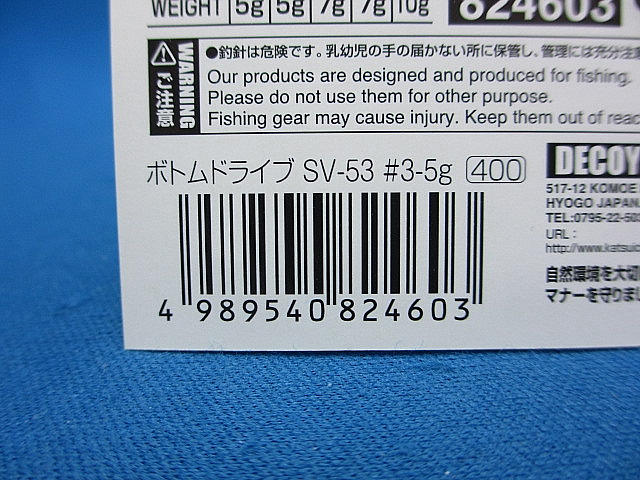 WEIGHT 5g 5g 7g 7g 10g
824603
WARNING
ご注意
●釣針は危険です。乳幼児の手の届かない所に保管し、管理には充分注意
Our products are designed and produced for fishing.
Please do not use them for other purpose.
Fishing gear may cause injury. Keep them out of reac
ボトムドライブ SV-53 #3-5g 400
DECOY
517-12 KOMOE
HYOGO JAPAN.
TEL:0795-22-503
URL :
http://www.katsuic
自然環境を大切
マナーを守りま
4 989540 824603